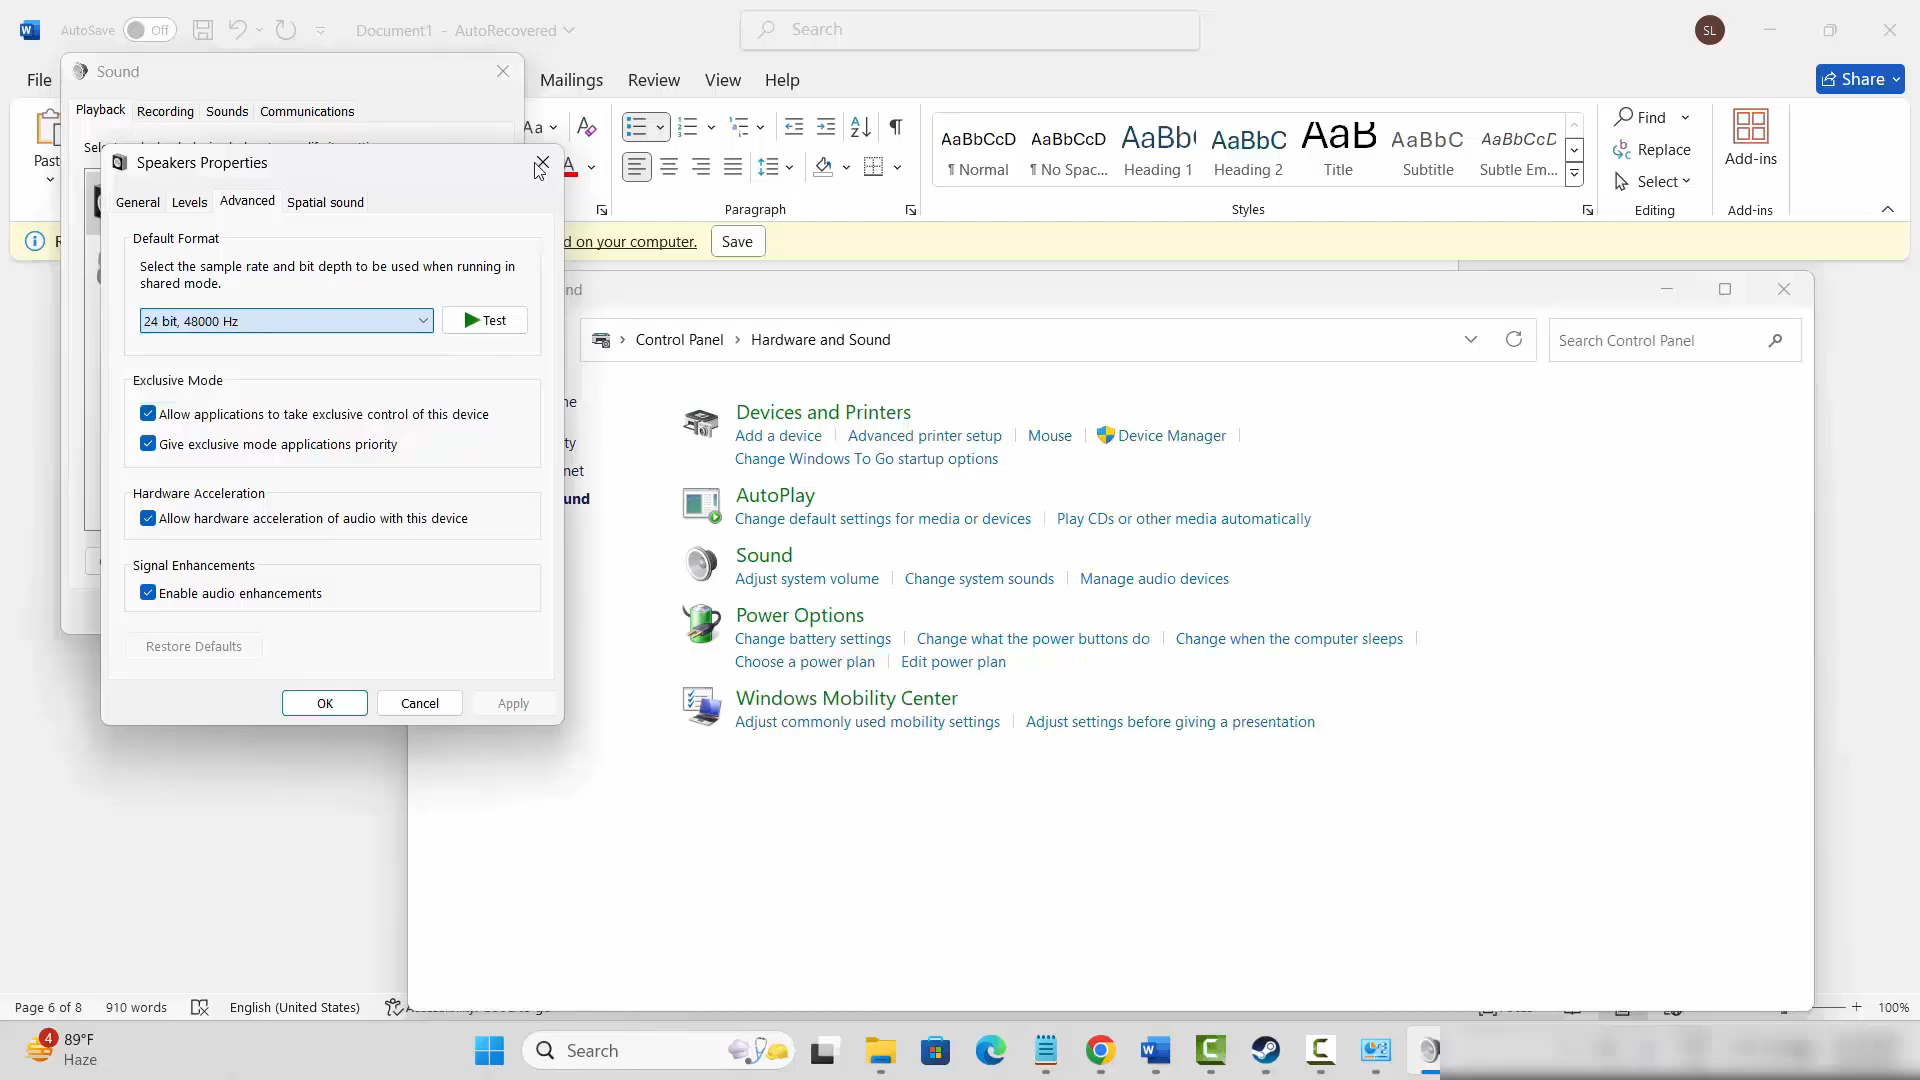 AutoSave Off Document1 - AutoRecovered Search SL
Sound
File Mailings Review View Help Share
Playback Recording Sounds Communications
Paste
Aa
Speakers Properties
General Levels Advanced Spatial sound
AaBbCcD AaBbCcD AaBb( AaBbC AaB AaBbC AaBbCcD
¶ Normal ¶ No Spac... Heading 1 Heading 2 Title Subtitle Subtle Em...
Find
Replace
Select
Add-ins
Paragraph Styles Editing Add-ins
d on your computer. Save
Default Format
Select the sample rate and bit depth to be used when running in
shared mode.
24 bit, 48000 Hz Test
Exclusive Mode
Allow applications to take exclusive control of this device
Give exclusive mode applications priority
Hardware Acceleration
Allow hardware acceleration of audio with this device
Signal Enhancements
Enable audio enhancements
Restore Defaults
OK Cancel Apply
nd
Control Panel Hardware and Sound Search Control Panel
me
ty
net
und
Devices and Printers
Add a device Advanced printer setup Mouse Device Manager
Change Windows To Go startup options
AutoPlay
Change default settings for media or devices Play CDs or other media automatically
Sound
Adjust system volume Change system sounds Manage audio devices
Power Options
Change battery settings Change what the power buttons do Change when the computer sleeps
Choose a power plan Edit power plan
Windows Mobility Center
Adjust commonly used mobility settings Adjust settings before giving a presentation
Page 6 of 8 910 words English (United States) 100%
4 89°F
Haze
Search